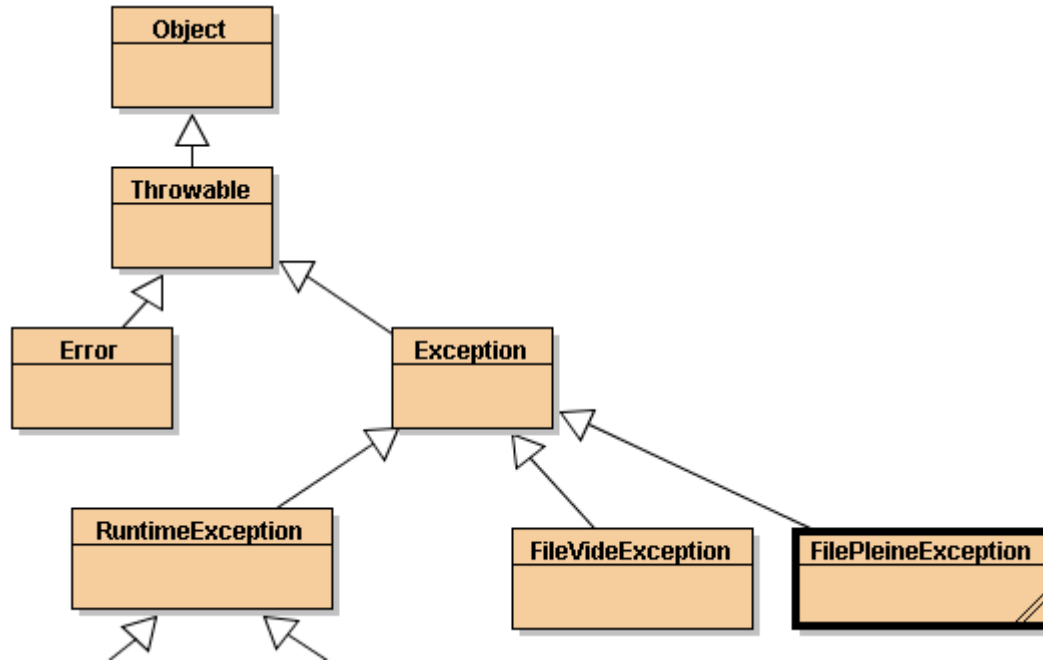 Object
Throwable
Error
Exception
RuntimeException
FileVideException
FilePleineException